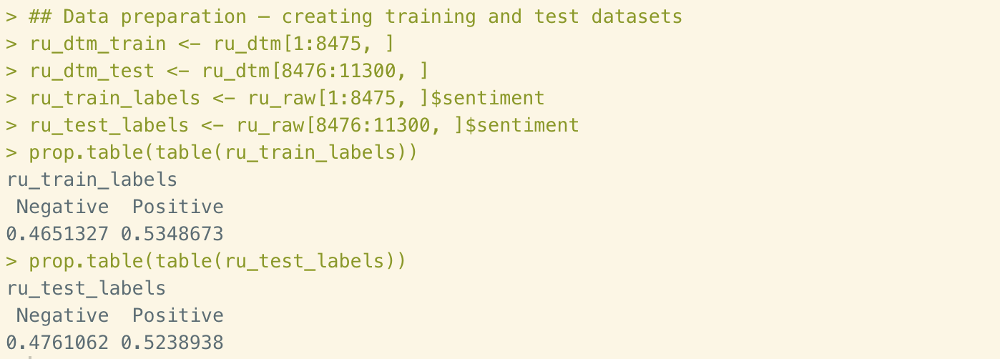 > ## Data preparation – creating training and test datasets
> ru_dtm_train <- ru_dtm[1:8475, ]
> ru_dtm_test <- ru_dtm[8476:11300, ]
> ru_train_labels <- ru_raw[1:8475, ]$sentiment
> ru_test_labels <- ru_raw[8476:11300, ]$sentiment
> prop.table(table(ru_train_labels))
ru_train_labels
 Negative  Positive
0.4651327 0.5348673
> prop.table(table(ru_test_labels))
ru_test_labels
 Negative  Positive
0.4761062 0.5238938